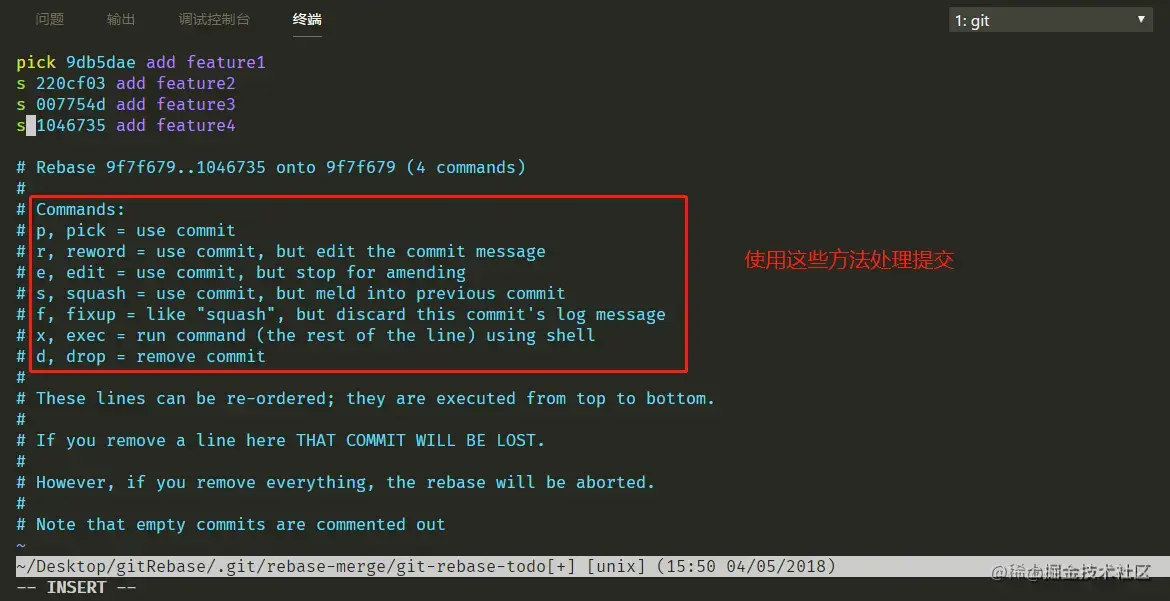 问题 输出 调试控制台 终端 1: git
pick 9db5dae add feature1
s 220cf03 add feature2
s 007754d add feature3
s 1046735 add feature4
# Rebase 9f7f679..1046735 onto 9f7f679 (4 commands)
#
# Commands:
# p, pick = use commit
# r, reword = use commit, but edit the commit message
# e, edit = use commit, but stop for amending
使用这些方法处理提交
# s, squash = use commit, but meld into previous commit
# f, fixup = like "squash", but discard this commit's log message
# x, exec = run command (the rest of the line) using shell
# d, drop = remove commit
#
# These lines can be re-ordered; they are executed from top to bottom.
#
# If you remove a line here THAT COMMIT WILL BE LOST.
#
# However, if you remove everything, the rebase will be aborted.
#
# Note that empty commits are commented out
~
~/Desktop/gitRebase/.git/rebase-merge/git-rebase-todo[+] [unix] (15:50 04/05/2018)
-- INSERT --
@稀土掘金技术社区